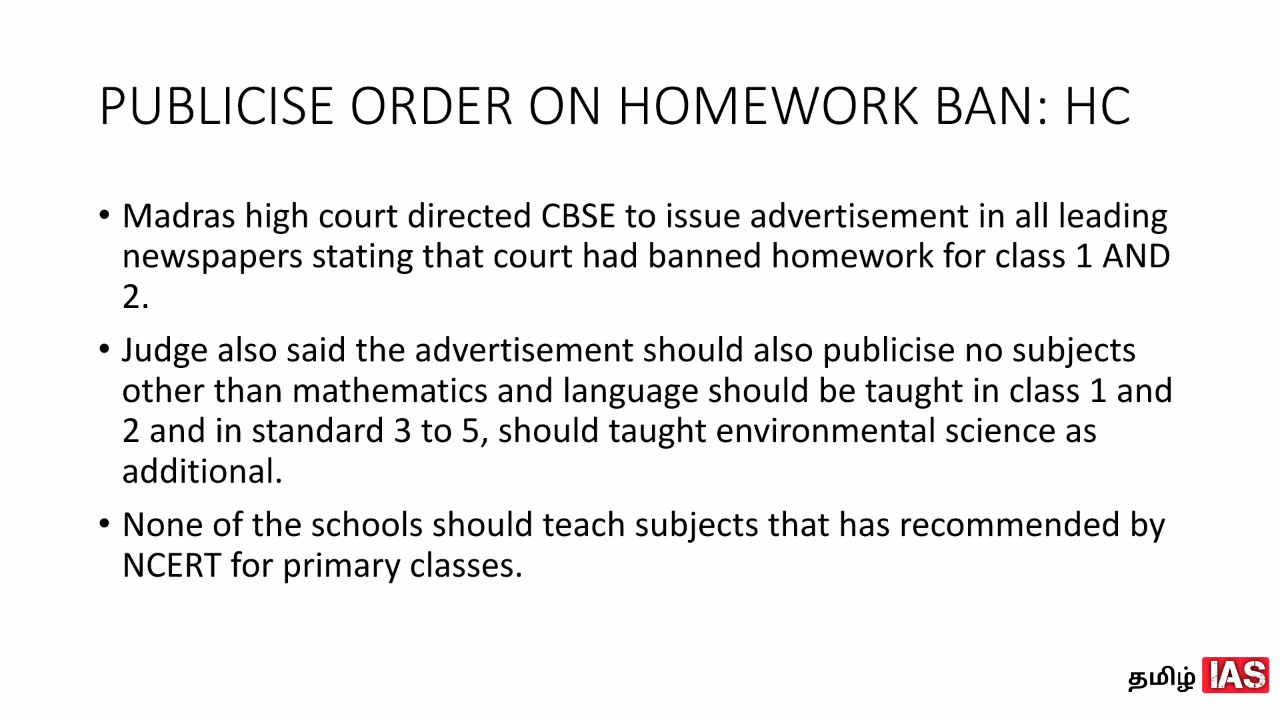 PUBLICISE ORDER ON HOMEWORK BAN: HC
• Madras high court directed CBSE to issue advertisement in all leading
newspapers stating that court had banned homework for class 1 AND
2.
• Judge also said the advertisement should also publicise no subjects
other than mathematics and language should be taught in class 1 and
2 and in standard 3 to 5, should taught environmental science as
additional.
• None of the schools should teach subjects that has recommended by
NCERT for primary classes.
தமிழ் IAS